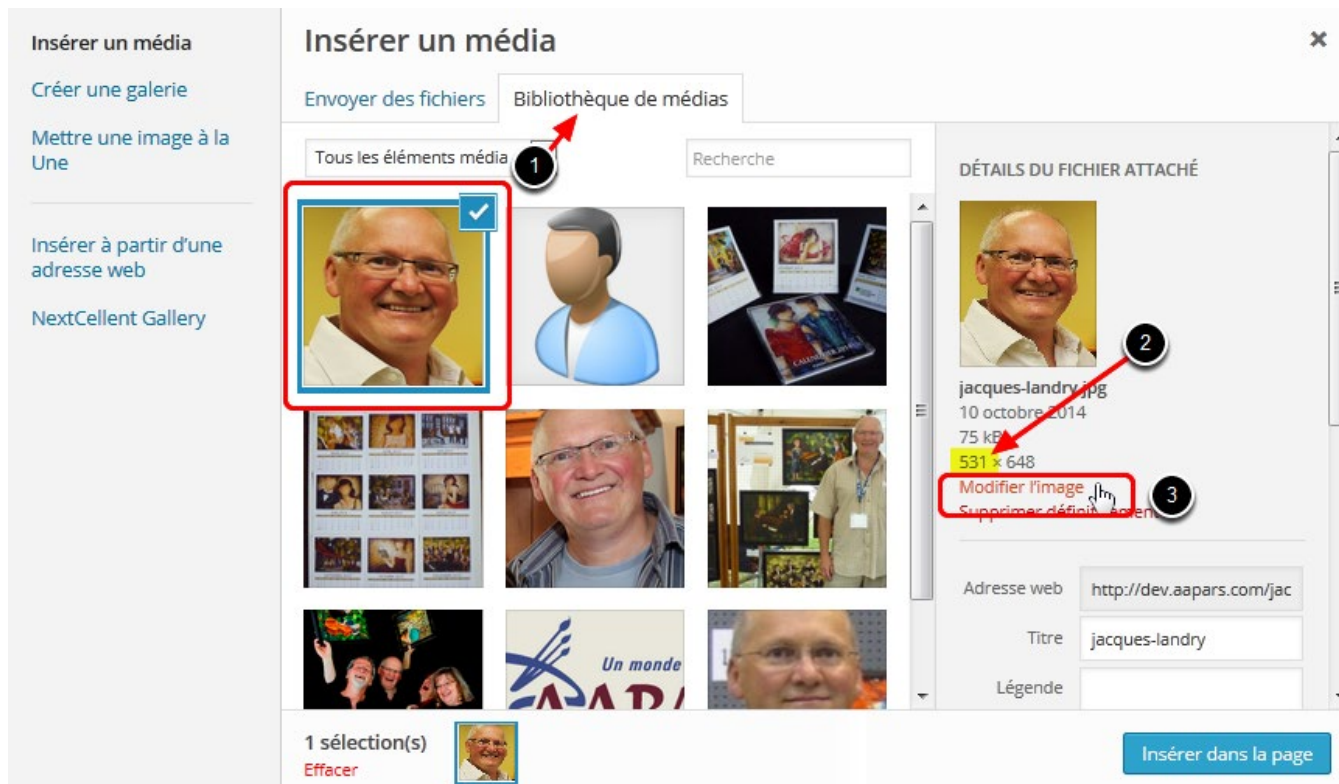 Insérer un média
Créer une galerie
Mettre une image à la
Une
Insérer à partir d'une
adresse web
NextCellent Gallery
Insérer un média
Envoyer des fichiers
Bibliothèque de médias
Tous les éléments média
1
Recherche
CALENDRIER
Un monde
AAPA
DÉTAILS DU FICHIER ATTACHÉ
2
jacques-landry.jpg
10 octobre 2014
75 kB
531 × 648
Modifier l'image
3
Supprimer
Adresse web
http://dev.aapars.com/jac
Titre
jacques-landry
Légende
1 sélection(s)
Effacer
Insérer dans la page